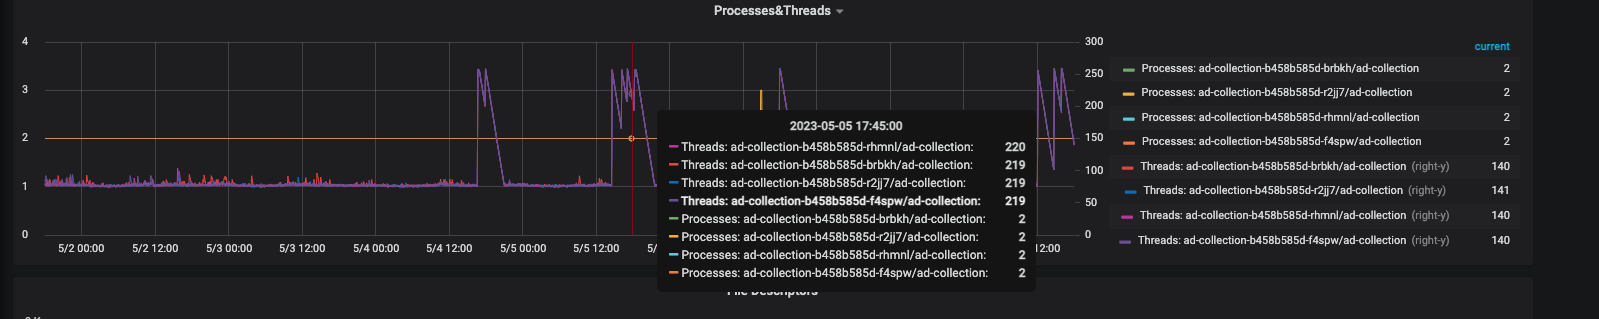 Processes&Threads
4
3
2
1
0
300
250
200
150
100
50
0
5/2 00:00 5/2 12:00 5/3 00:00 5/3 12:00 5/4 00:00 5/4 12:00 5/5 00:00 5/5 12:00 5/ 2:00
2023-05-05 17:45:00
Threads: ad-collection-b458b585d-rhmnl/ad-collection: 220
Threads: ad-collection-b458b585d-brbkh/ad-collection: 219
Threads: ad-collection-b458b585d-r2jj7/ad-collection: 219
Threads: ad-collection-b458b585d-f4spw/ad-collection: 219
Processes: ad-collection-b458b585d-brbkh/ad-collection: 2
Processes: ad-collection-b458b585d-r2jj7/ad-collection: 2
Processes: ad-collection-b458b585d-rhmnl/ad-collection: 2
Processes: ad-collection-b458b585d-f4spw/ad-collection: 2
current
Processes: ad-collection-b458b585d-brbkh/ad-collection 2
Processes: ad-collection-b458b585d-r2jj7/ad-collection 2
Processes: ad-collection-b458b585d-rhmnl/ad-collection 2
Processes: ad-collection-b458b585d-f4spw/ad-collection 2
Threads: ad-collection-b458b585d-brbkh/ad-collection (right-y) 140
Threads: ad-collection-b458b585d-r2jj7/ad-collection (right-y) 141
Threads: ad-collection-b458b585d-rhmnl/ad-collection (right-y) 140
Threads: ad-collection-b458b585d-f4spw/ad-collection (right-y) 140
File Descriptors